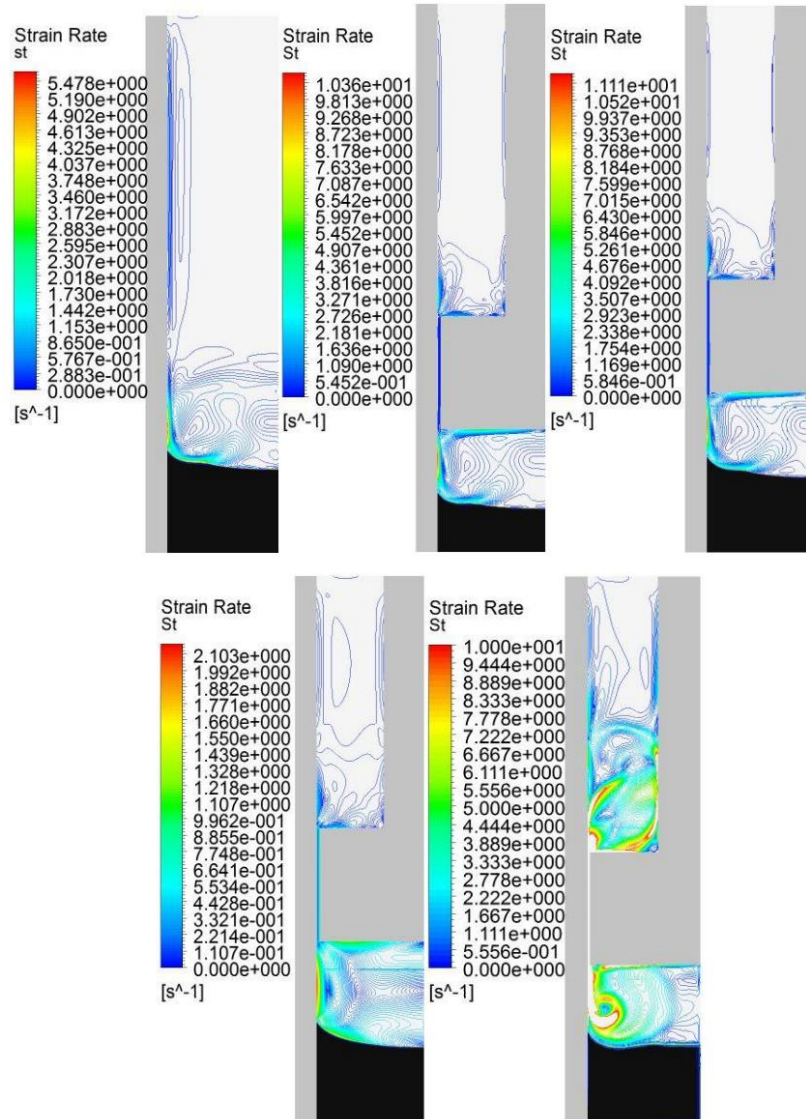 Strain Rate
st
5.478e+000
5.190e+000
4.902e+000
4.613e+000
4.325e+000
4.037e+000
3.748e+000
3.460e+000
3.172e+000
2.883e+000
2.595e+000
2.307e+000
2.018e+000
1.730e+000
1.442e+000
1.153e+000
8.650e-001
5.767e-001
2.883e-001
0.000e+000
[s^-1]
Strain Rate
St
1.036e+001
9.813e+000
9.268e+000
8.723e+000
8.178e+000
7.633e+000
7.087e+000
6.542e+000
5.997e+000
5.452e+000
4.907e+000
4.361e+000
3.816e+000
3.271e+000
2.726e+000
2.181e+000
1.636e+000
1.090e+000
5.452e-001
0.000e+000
[s^-1]
Strain Rate
St
1.111e+001
1.052e+001
9.937e+000
9.353e+000
8.768e+000
8.184e+000
7.599e+000
7.015e+000
6.430e+000
5.846e+000
5.261e+000
4.676e+000
4.092e+000
3.507e+000
2.923e+000
2.338e+000
1.754e+000
1.169e+000
5.846e-001
0.000e+000
[s^-1]
Strain Rate
St
2.103e+000
1.992e+000
1.882e+000
1.771e+000
1.660e+000
1.550e+000
1.439e+000
1.328e+000
1.218e+000
1.107e+000
9.962e-001
8.855e-001
7.748e-001
6.641e-001
5.534e-001
4.428e-001
3.321e-001
2.214e-001
1.107e-001
0.000e+000
[s^-1]
Strain Rate
St
1.000e+001
9.444e+000
8.889e+000
8.333e+000
7.778e+000
7.222e+000
6.667e+000
6.111e+000
5.556e+000
5.000e+000
4.444e+000
3.889e+000
3.333e+000
2.778e+000
2.222e+000
1.667e+000
1.111e+000
5.556e-001
0.000e+000
[s^-1]